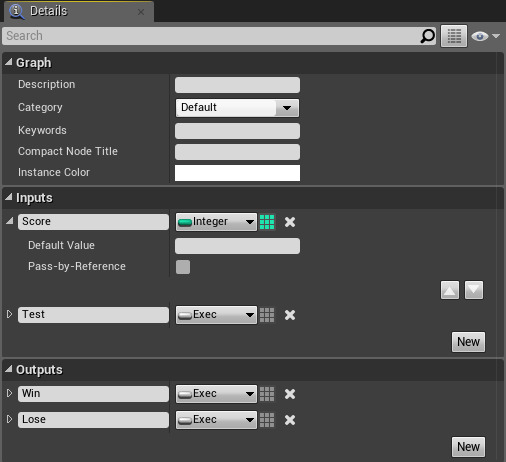 Details
Search
Graph
Description
Category Default
Keywords
Compact Node Title
Instance Color
Inputs
Score Integer
Default Value
Pass-by-Reference
Test Exec
New
Outputs
Win Exec
Lose Exec
New